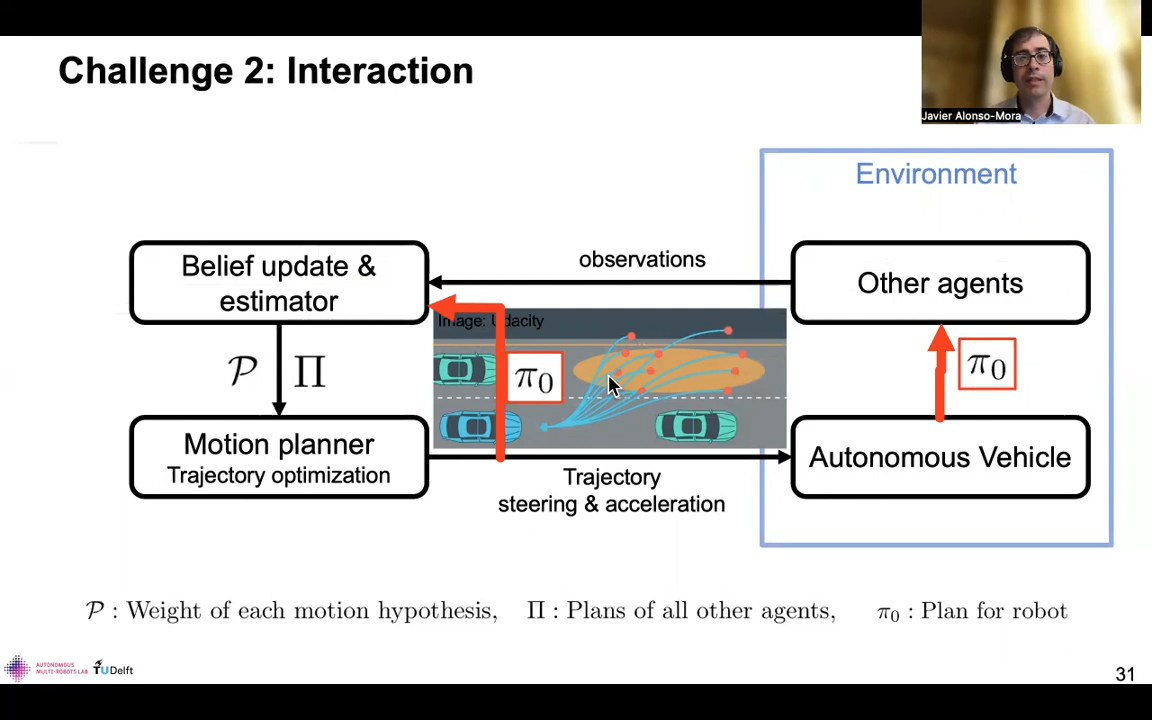 Challenge 2: Interaction
Javier Alonso-Mora
Environment
Belief update &
estimator
observations
Other agents
Image: Udacity
𝒫 Π
π₀
π₀
Motion planner
Trajectory optimization
Autonomous Vehicle
Trajectory
steering & acceleration
𝒫 : Weight of each motion hypothesis, Π : Plans of all other agents, π₀ : Plan for robot
AUTONOMOUS
MULTI-ROBOTS LAB
TUDelft
31